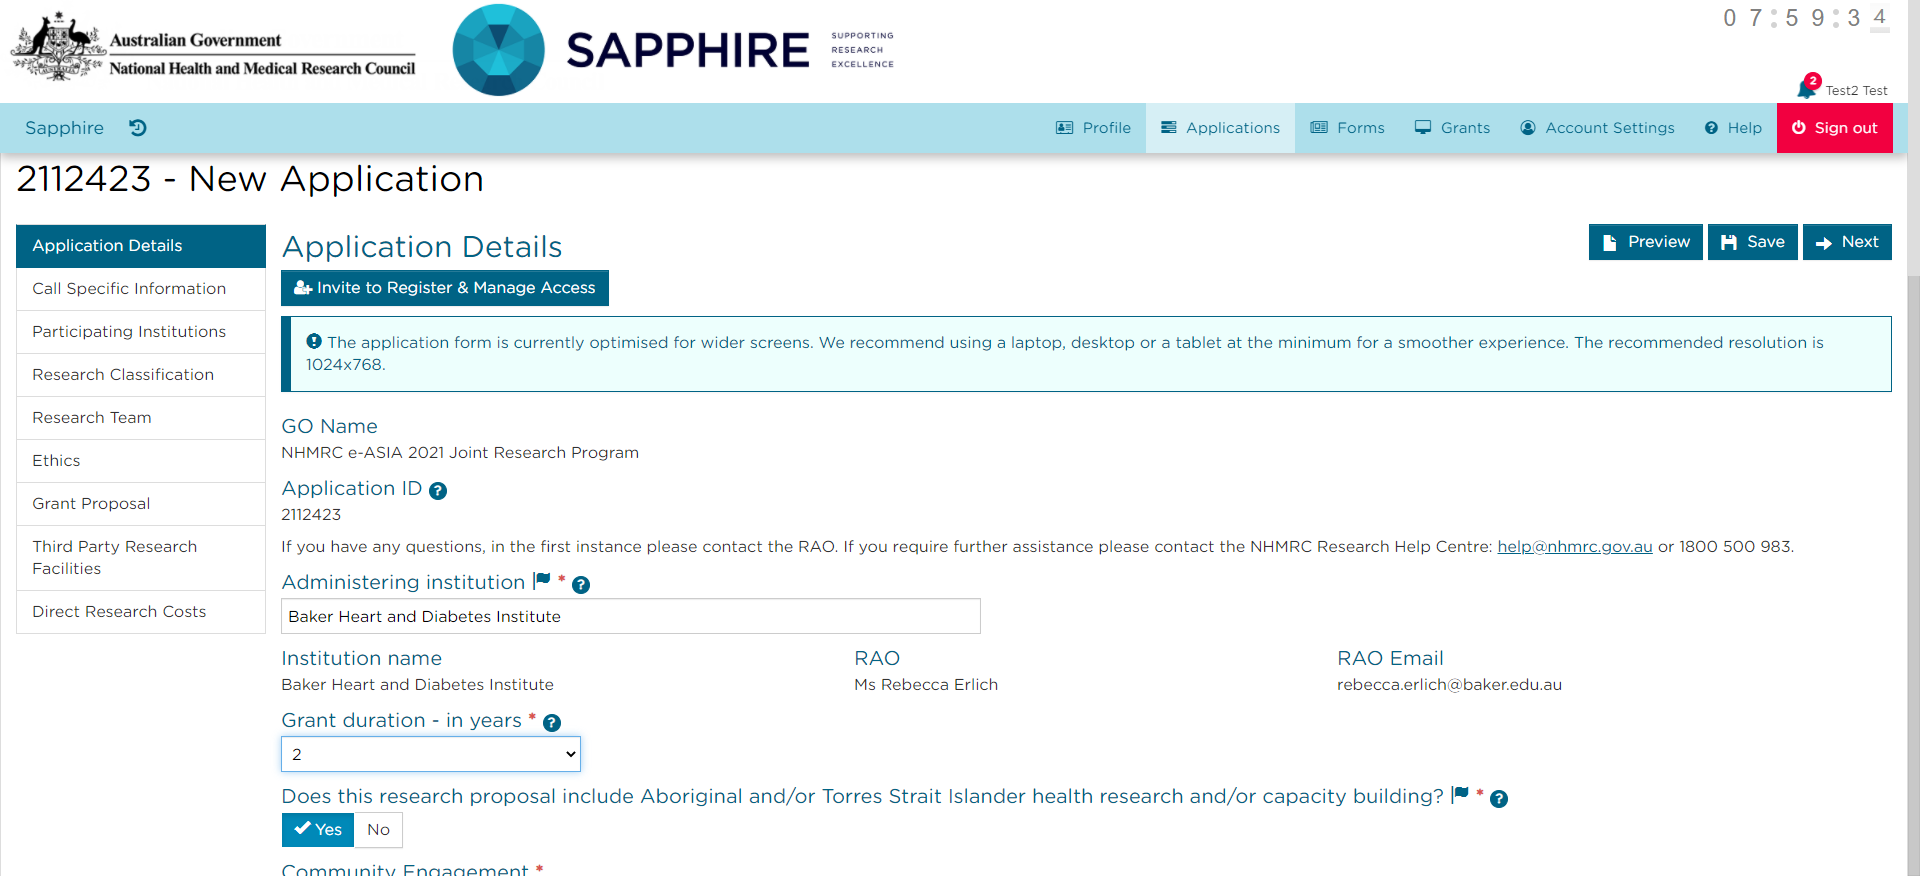 Australian Government
National Health and Medical Research Council
SAPPHIRE
SUPPORTING
RESEARCH
EXCELLENCE
07:59:34
2
Test2 Test
Sapphire
Profile
Applications
Forms
Grants
Account Settings
Help
Sign out
2112423 - New Application
Application Details
Call Specific Information
Participating Institutions
Research Classification
Research Team
Ethics
Grant Proposal
Third Party Research
Facilities
Direct Research Costs
Application Details
Preview
Save
Next
Invite to Register & Manage Access
The application form is currently optimised for wider screens. We recommend using a laptop, desktop or a tablet at the minimum for a smoother experience. The recommended resolution is
1024x768.
GO Name
NHMRC e-ASIA 2021 Joint Research Program
Application ID ?
2112423
If you have any questions, in the first instance please contact the RAO. If you require further assistance please contact the NHMRC Research Help Centre: help@nhmrc.gov.au or 1800 500 983.
Administering institution * ?
Baker Heart and Diabetes Institute
Institution name
Baker Heart and Diabetes Institute
RAO
Ms Rebecca Erlich
RAO Email
rebecca.erlich@baker.edu.au
Grant duration - in years * ?
2
Does this research proposal include Aboriginal and/or Torres Strait Islander health research and/or capacity building? * ?
Yes
No
Community Engagement *